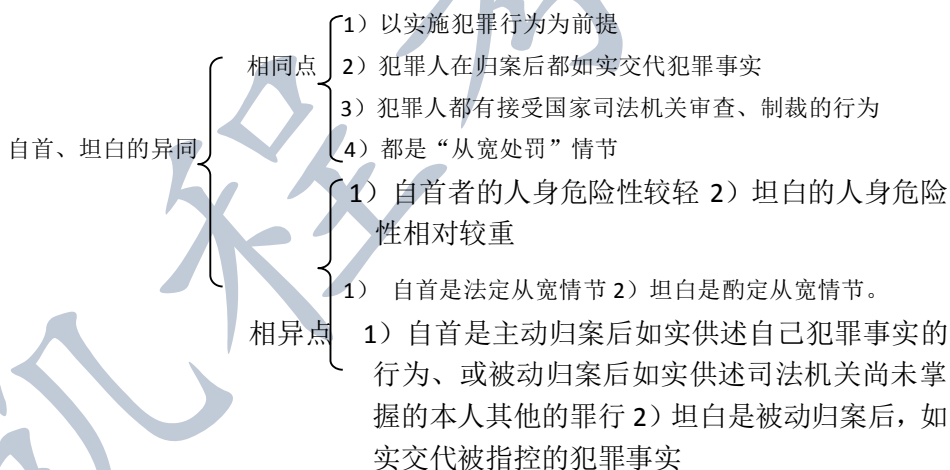 1）以实施犯罪行为为前提
相同点 2）犯罪人在归案后都如实交代犯罪事实
3）犯罪人都有接受国家司法机关审查、制裁的行为
自首、坦白的异同
4）都是“从宽处罚”情节
1）自首者的人身危险性较轻 2）坦白的人身危险
性相对较重
1） 自首是法定从宽情节 2）坦白是酌定从宽情节。
相异点 1）自首是主动归案后如实供述自己犯罪事实的
行为、或被动归案后如实供述司法机关尚未掌
握的本人其他的罪行 2）坦白是被动归案后，如
实交代被指控的犯罪事实